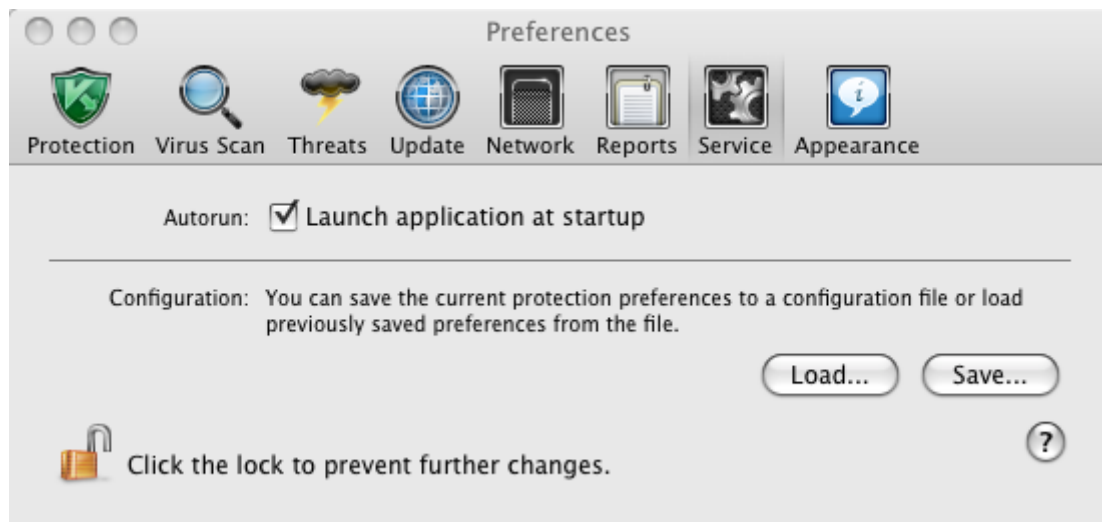 Preferences
Protection Virus Scan Threats Update Network Reports Service Appearance
Autorun: Launch application at startup
Configuration: You can save the current protection preferences to a configuration file or load
previously saved preferences from the file.
Load... Save...
?
Click the lock to prevent further changes.